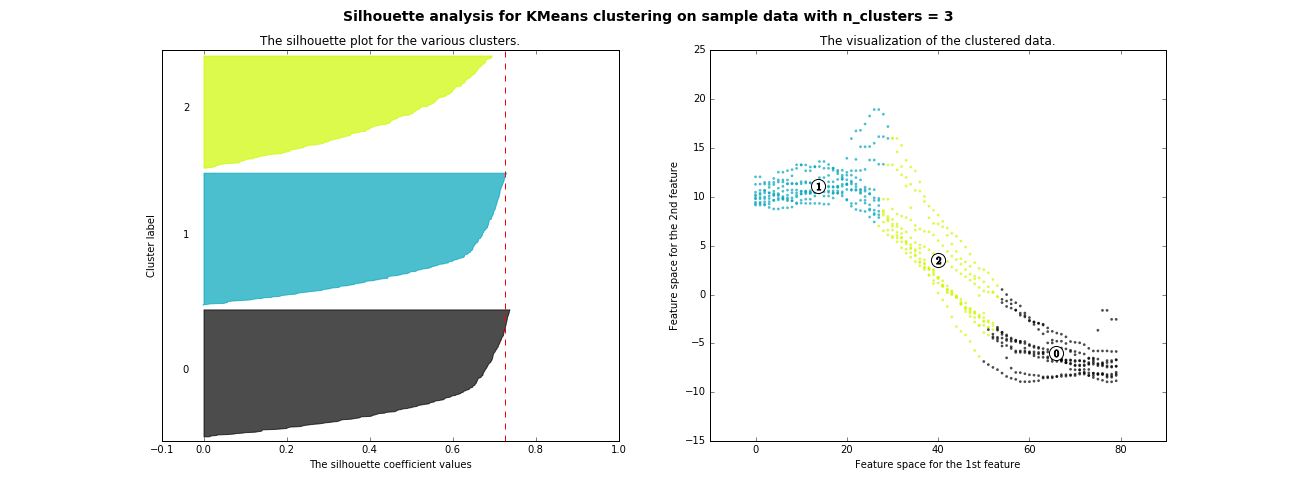 Silhouette analysis for KMeans clustering on sample data with n_clusters = 3
The silhouette plot for the various clusters.
2
1
0
Cluster label
−0.1 0.0 0.2 0.4 0.6 0.8 1.0
The silhouette coefficient values
The visualization of the clustered data.
25
20
15
10
5
0
−5
−10
−15
Feature space for the 2nd feature
1
2
0
0 20 40 60 80
Feature space for the 1st feature